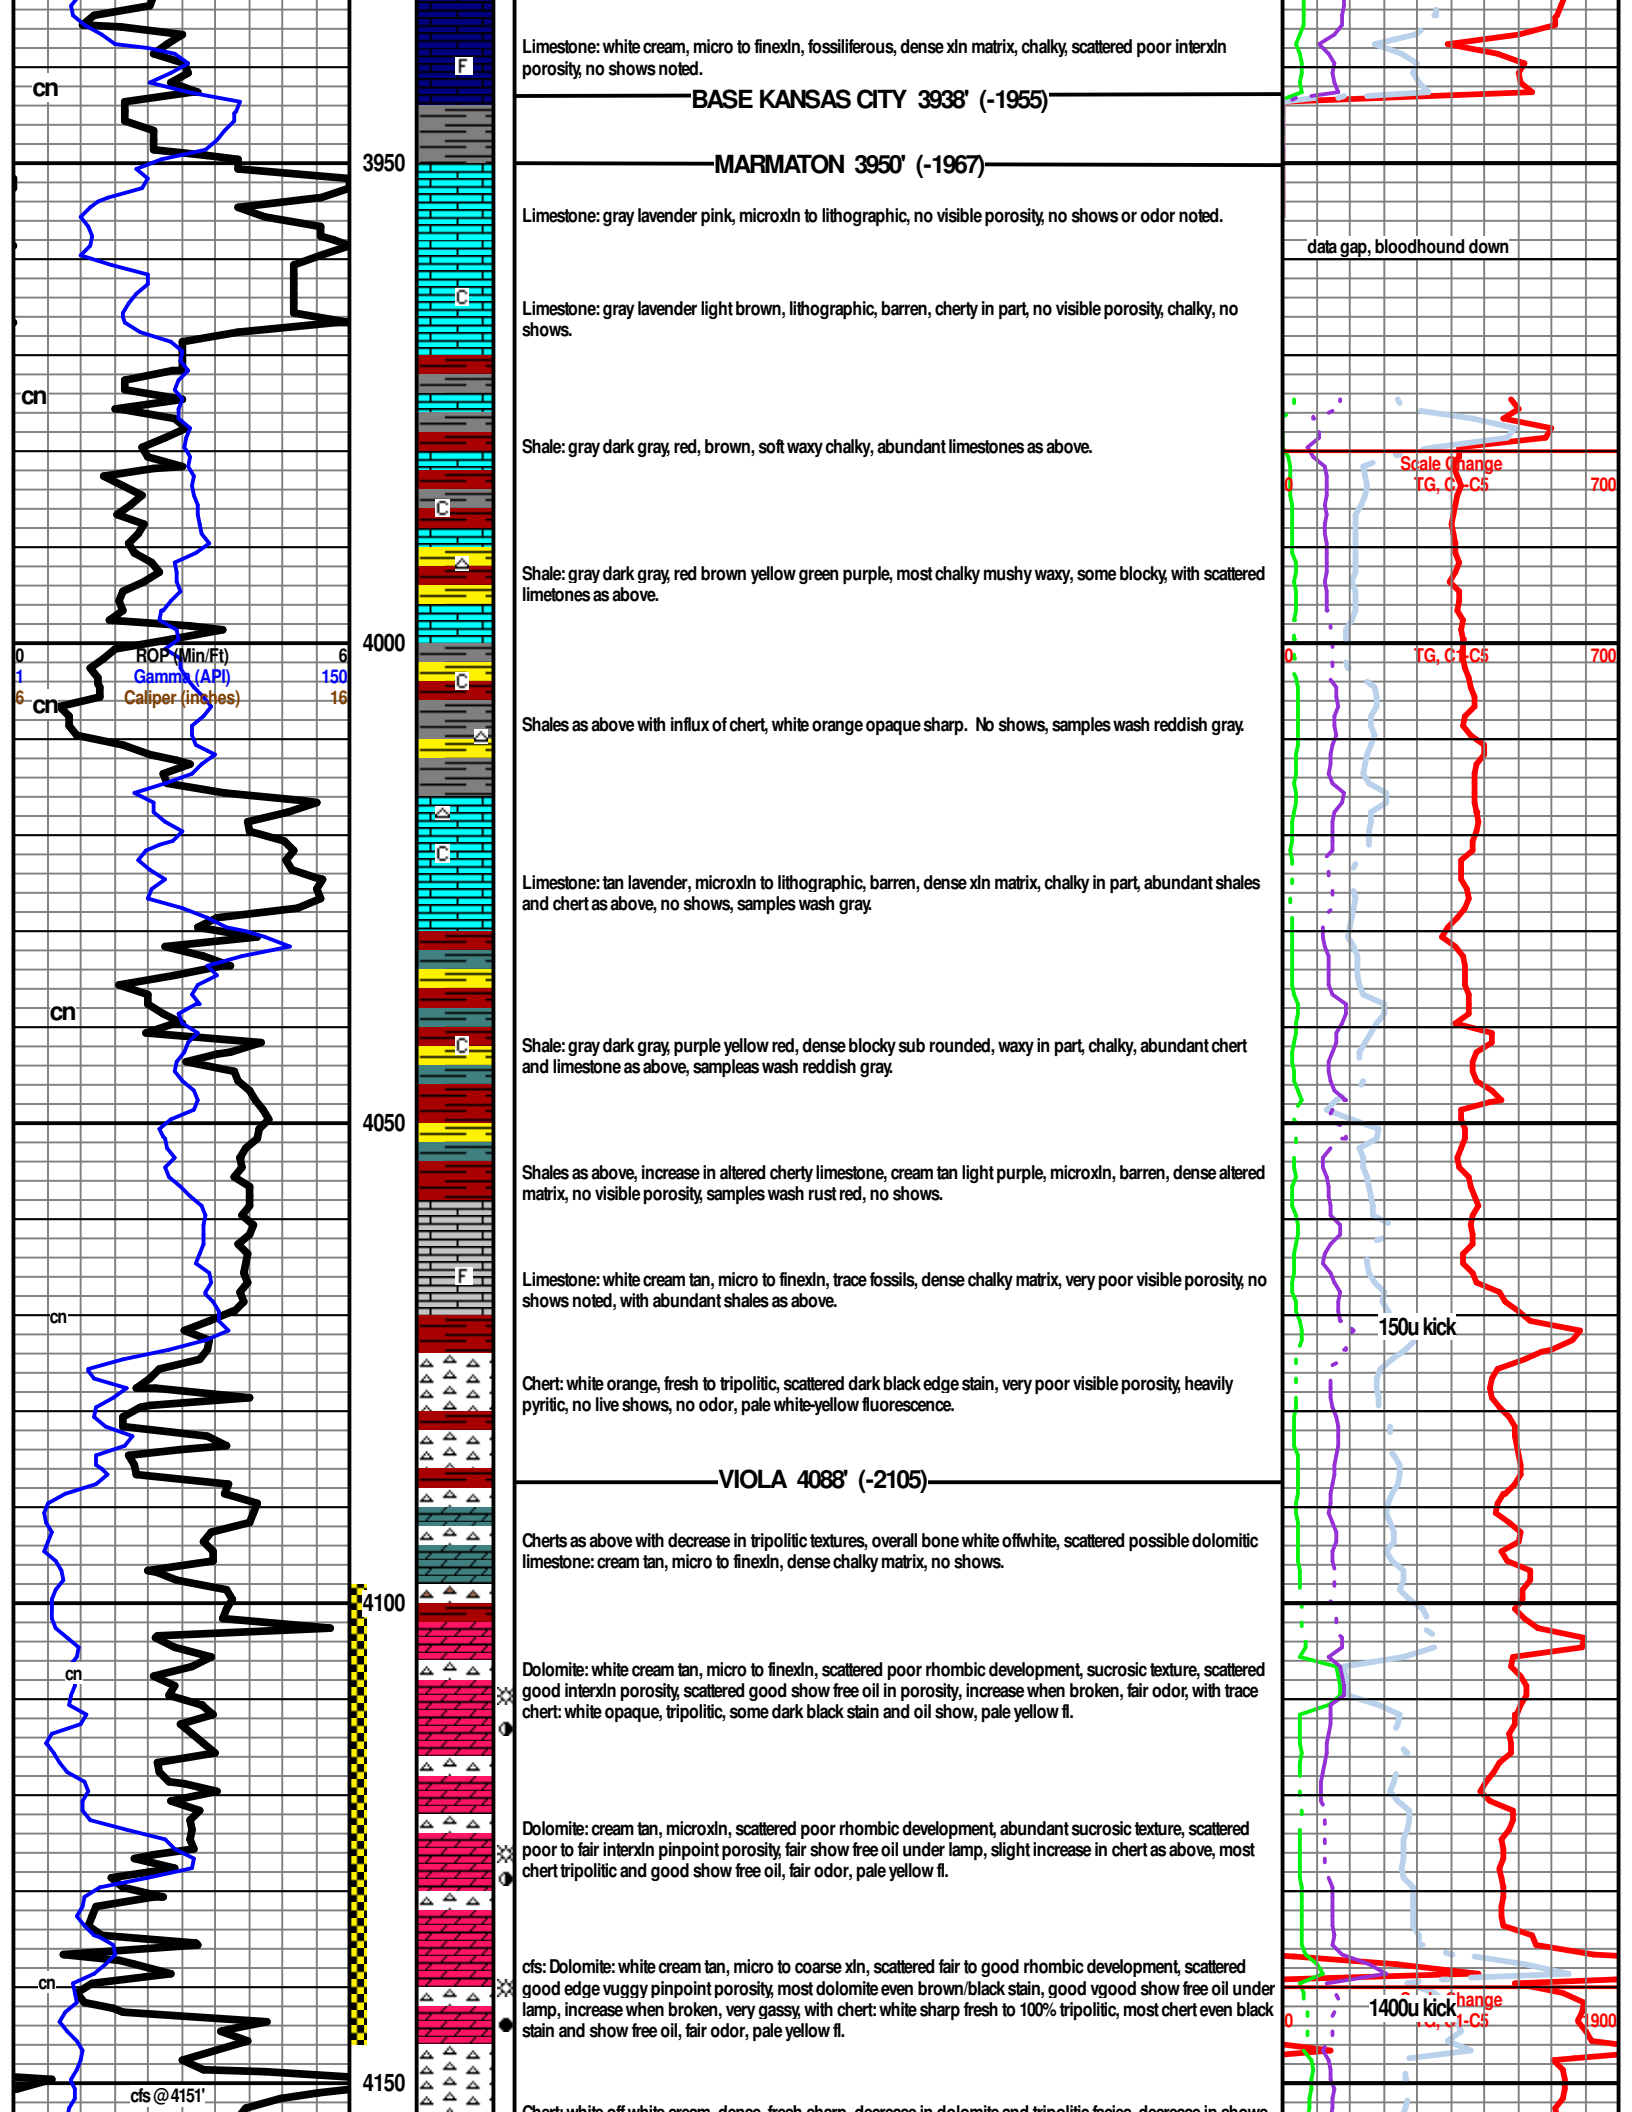 Limestone: white cream, micro to finexln, fossiliferous, dense xln matrix, chalky, scattered poor interxln
porosity, no shows noted.
F
cn
BASE KANSAS CITY 3938' (-1955)
3950
MARMATON 3950' (-1967)
Limestone: gray lavender pink, microxln to lithographic, no visible porosity, no shows or odor noted.
data gap, bloodhound down
C
Limestone: gray lavender light brown, lithographic, barren, cherty in part, no visible porosity, chalky, no
shows.
cn
Shale: gray dark gray, red, brown, soft waxy chalky, abundant limestones as above.
Scale Change
0 TG, C1-C5 700
C
Shale: gray dark gray, red brown yellow green purple, most chalky mushy waxy, some blocky, with scattered
limetones as above.
4000
0 ROP (Min/Ft) 6
0 TG, C1-C5 700
1 Gamma (API) 150
6 Caliper (inches) 16
C
cn
Shales as above with influx of chert, white orange opaque sharp. No shows, samples wash reddish gray.
C
Limestone: tan lavender, microxln to lithographic, barren, dense xln matrix, chalky in part, abundant shales
and chert as above, no shows, samples wash gray.
cn
C
Shale: gray dark gray, purple yellow red, dense blocky sub rounded, waxy in part, chalky, abundant chert
and limestone as above, sampleas wash reddish gray.
4050
Shales as above, increase in altered cherty limestone, cream tan light purple, microxln, barren, dense altered
matrix, no visible porosity, samples wash rust red, no shows.
F
Limestone: white cream tan, micro to finexln, trace fossils, dense chalky matrix, very poor visible porosity, no
shows noted, with abundant shales as above.
cn
150u kick
Chert: white orange, fresh to tripolitic, scattered dark black edge stain, very poor visible porosity, heavily
pyritic, no live shows, no odor, pale white-yellow fluorescence.
VIOLA 4088' (-2105)
Cherts as above with decrease in tripolitic textures, overall bone white offwhite, scattered possible dolomitic
limestone: cream tan, micro to finexln, dense chalky matrix, no shows.
4100
cn
Dolomite: white cream tan, micro to finexln, scattered poor rhombic development, sucrosic texture, scattered
good interxln porosity, scattered good show free oil in porosity, increase when broken, fair odor, with trace
chert: white opaque, tripolitic, some dark black stain and oil show, pale yellow fl.
Dolomite: cream tan, microxln, scattered poor rhombic development, abundant sucrosic texture, scattered
poor to fair interxln pinpoint porosity, fair show free oil under lamp, slight increase in chert as above, most
chert tripolitic and good show free oil, fair odor, pale yellow fl.
cn
cfs: Dolomite: white cream tan, micro to coarse xln, scattered fair to good rhombic development, scattered
good edge vuggy pinpoint porosity, most dolomite even brown/black stain, good vgood show free oil under
lamp, increase when broken, very gassy, with chert: white sharp fresh to 100% tripolitic, most chert even black
stain and show free oil, fair odor, pale yellow fl.
1400u kick
hange
0 1-C5 1900
4150
cfs @ 4151'
Chert: white off white cream, dense, fresh sharp, decrease in dolomite and tripolitic facies, decrease in shows